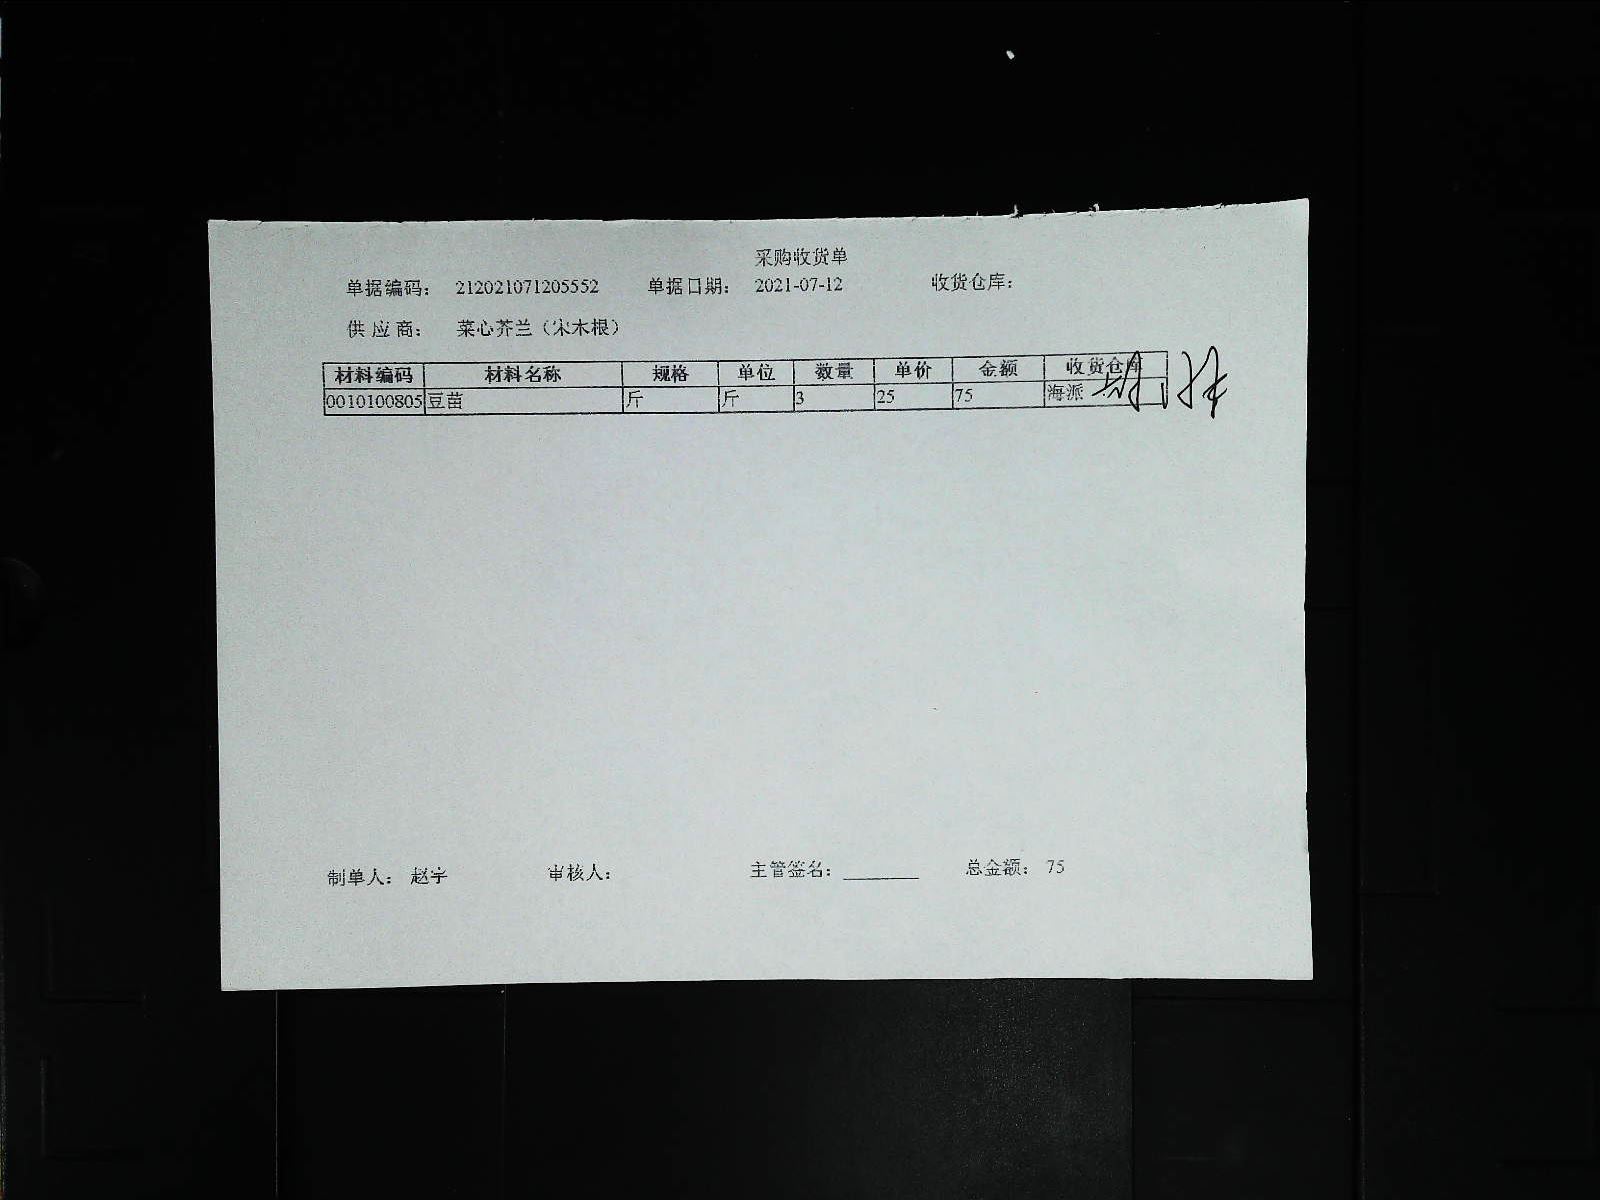 采购收货单
单据编码： 212021071205552 单据日期： 2021-07-12 收货仓库：
供 应 商： 菜心芥兰（宋木根）
材料编码 材料名称 规格 单位 数量 单价 金额 收货仓库
0010100805 豆苗 斤 斤 3 25 75 海派
制单人： 赵宇 审核人： 主管签名： 总金额： 75